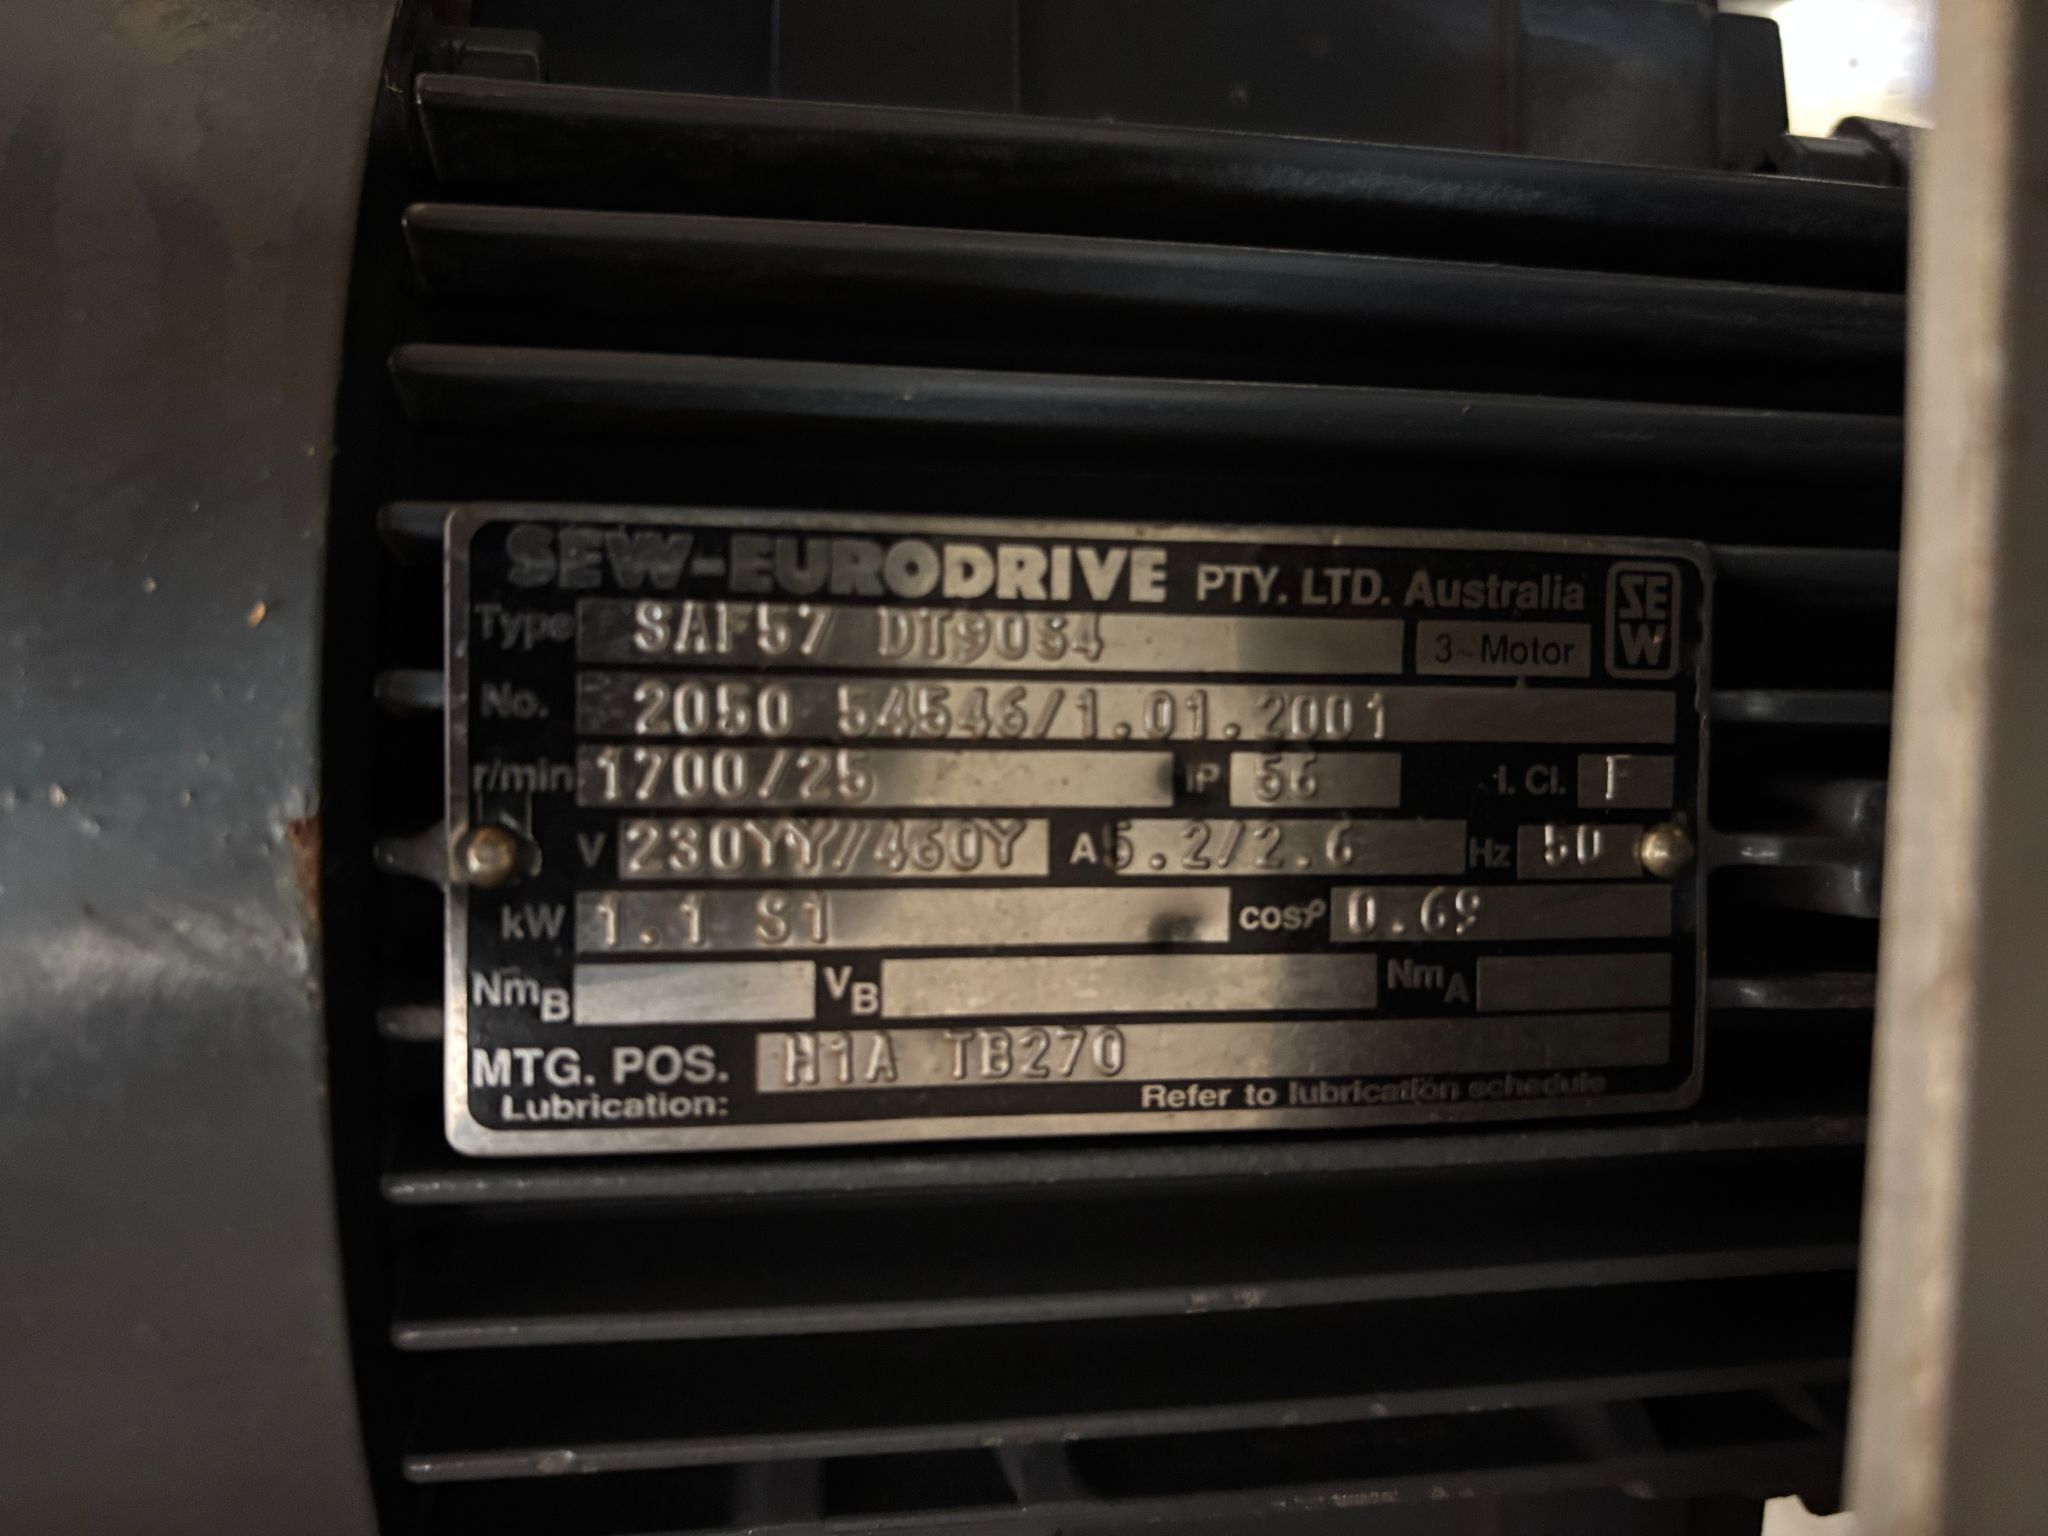 SEW-EURODRIVE PTY. LTD. Australia SEW
Type SAF57 DT90S4 3~Motor
No. 2050 54546/1.01.2001
r/min 1700/25 IP 56 I. Cl. F
V 230YY/460Y A 5.2/2.6 Hz 50
kW 1.1 S1 cosφ 0.69
NmB VB NmA
MTG. POS. H1A TB270
Lubrication: Refer to lubrication schedule